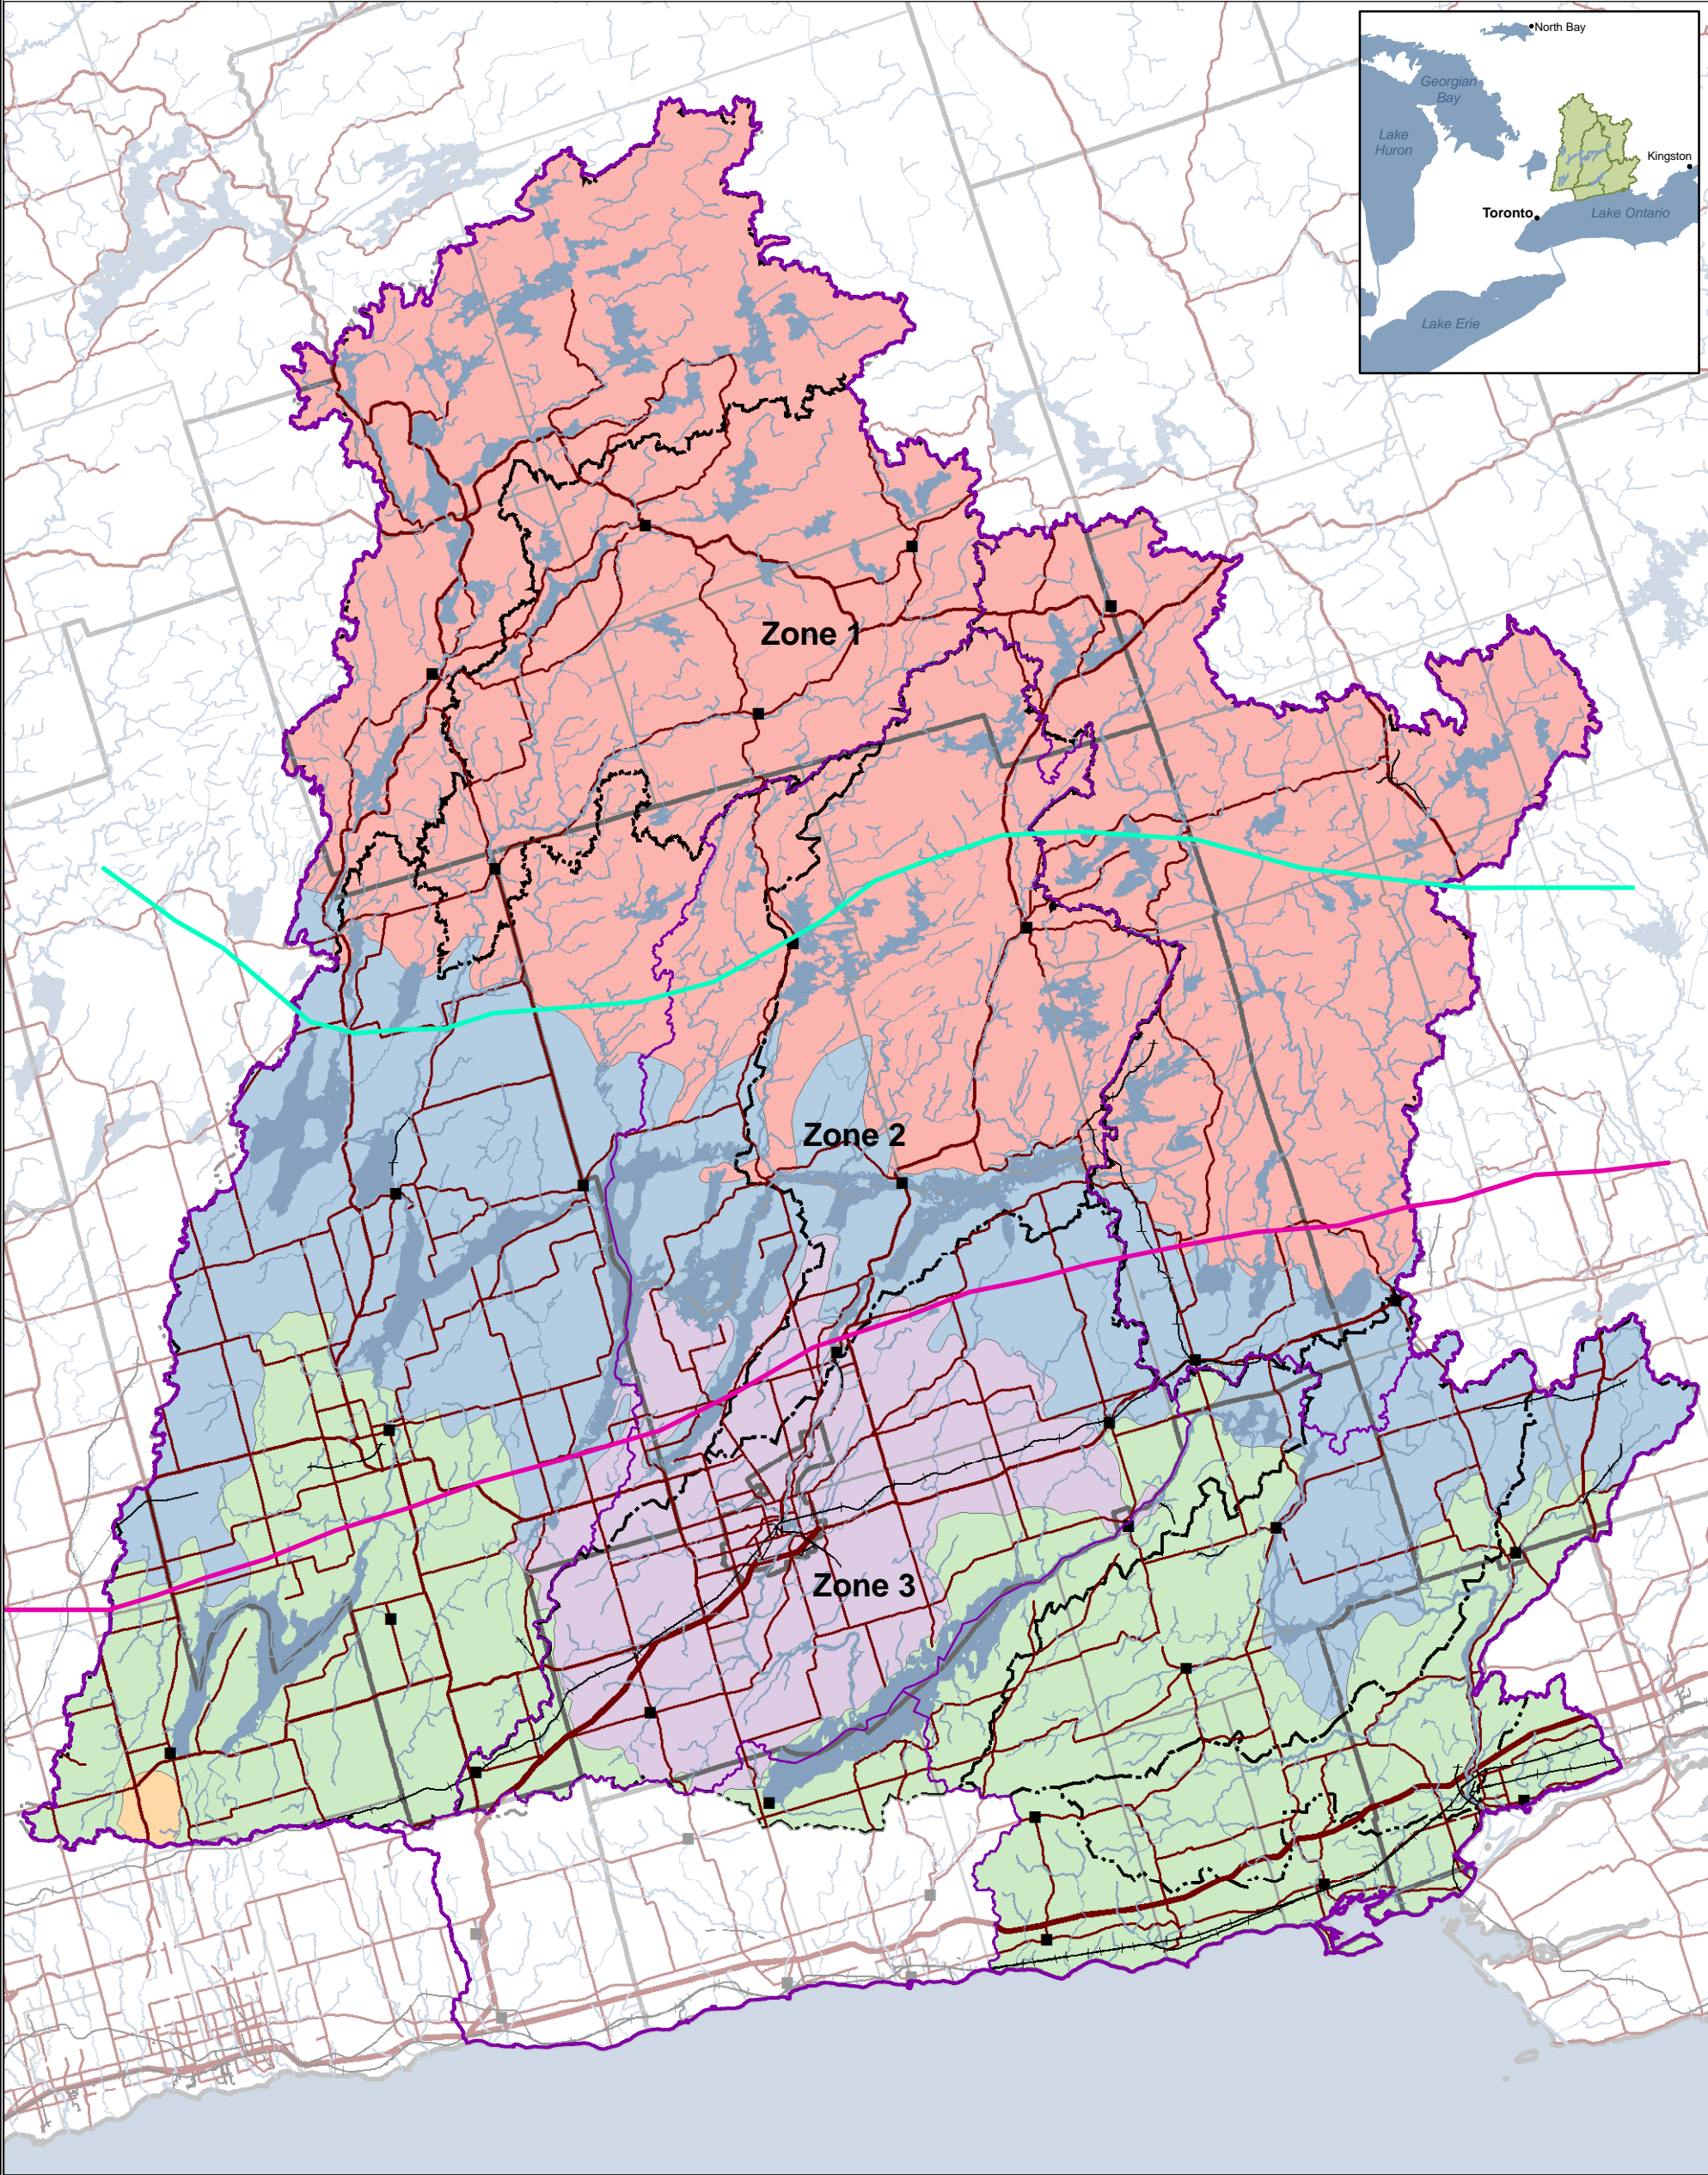 North Bay
Georgian
Bay
Lake
Huron
Kingston
Toronto
Lake Ontario
Lake Erie
Zone 1
Zone 2
Zone 3